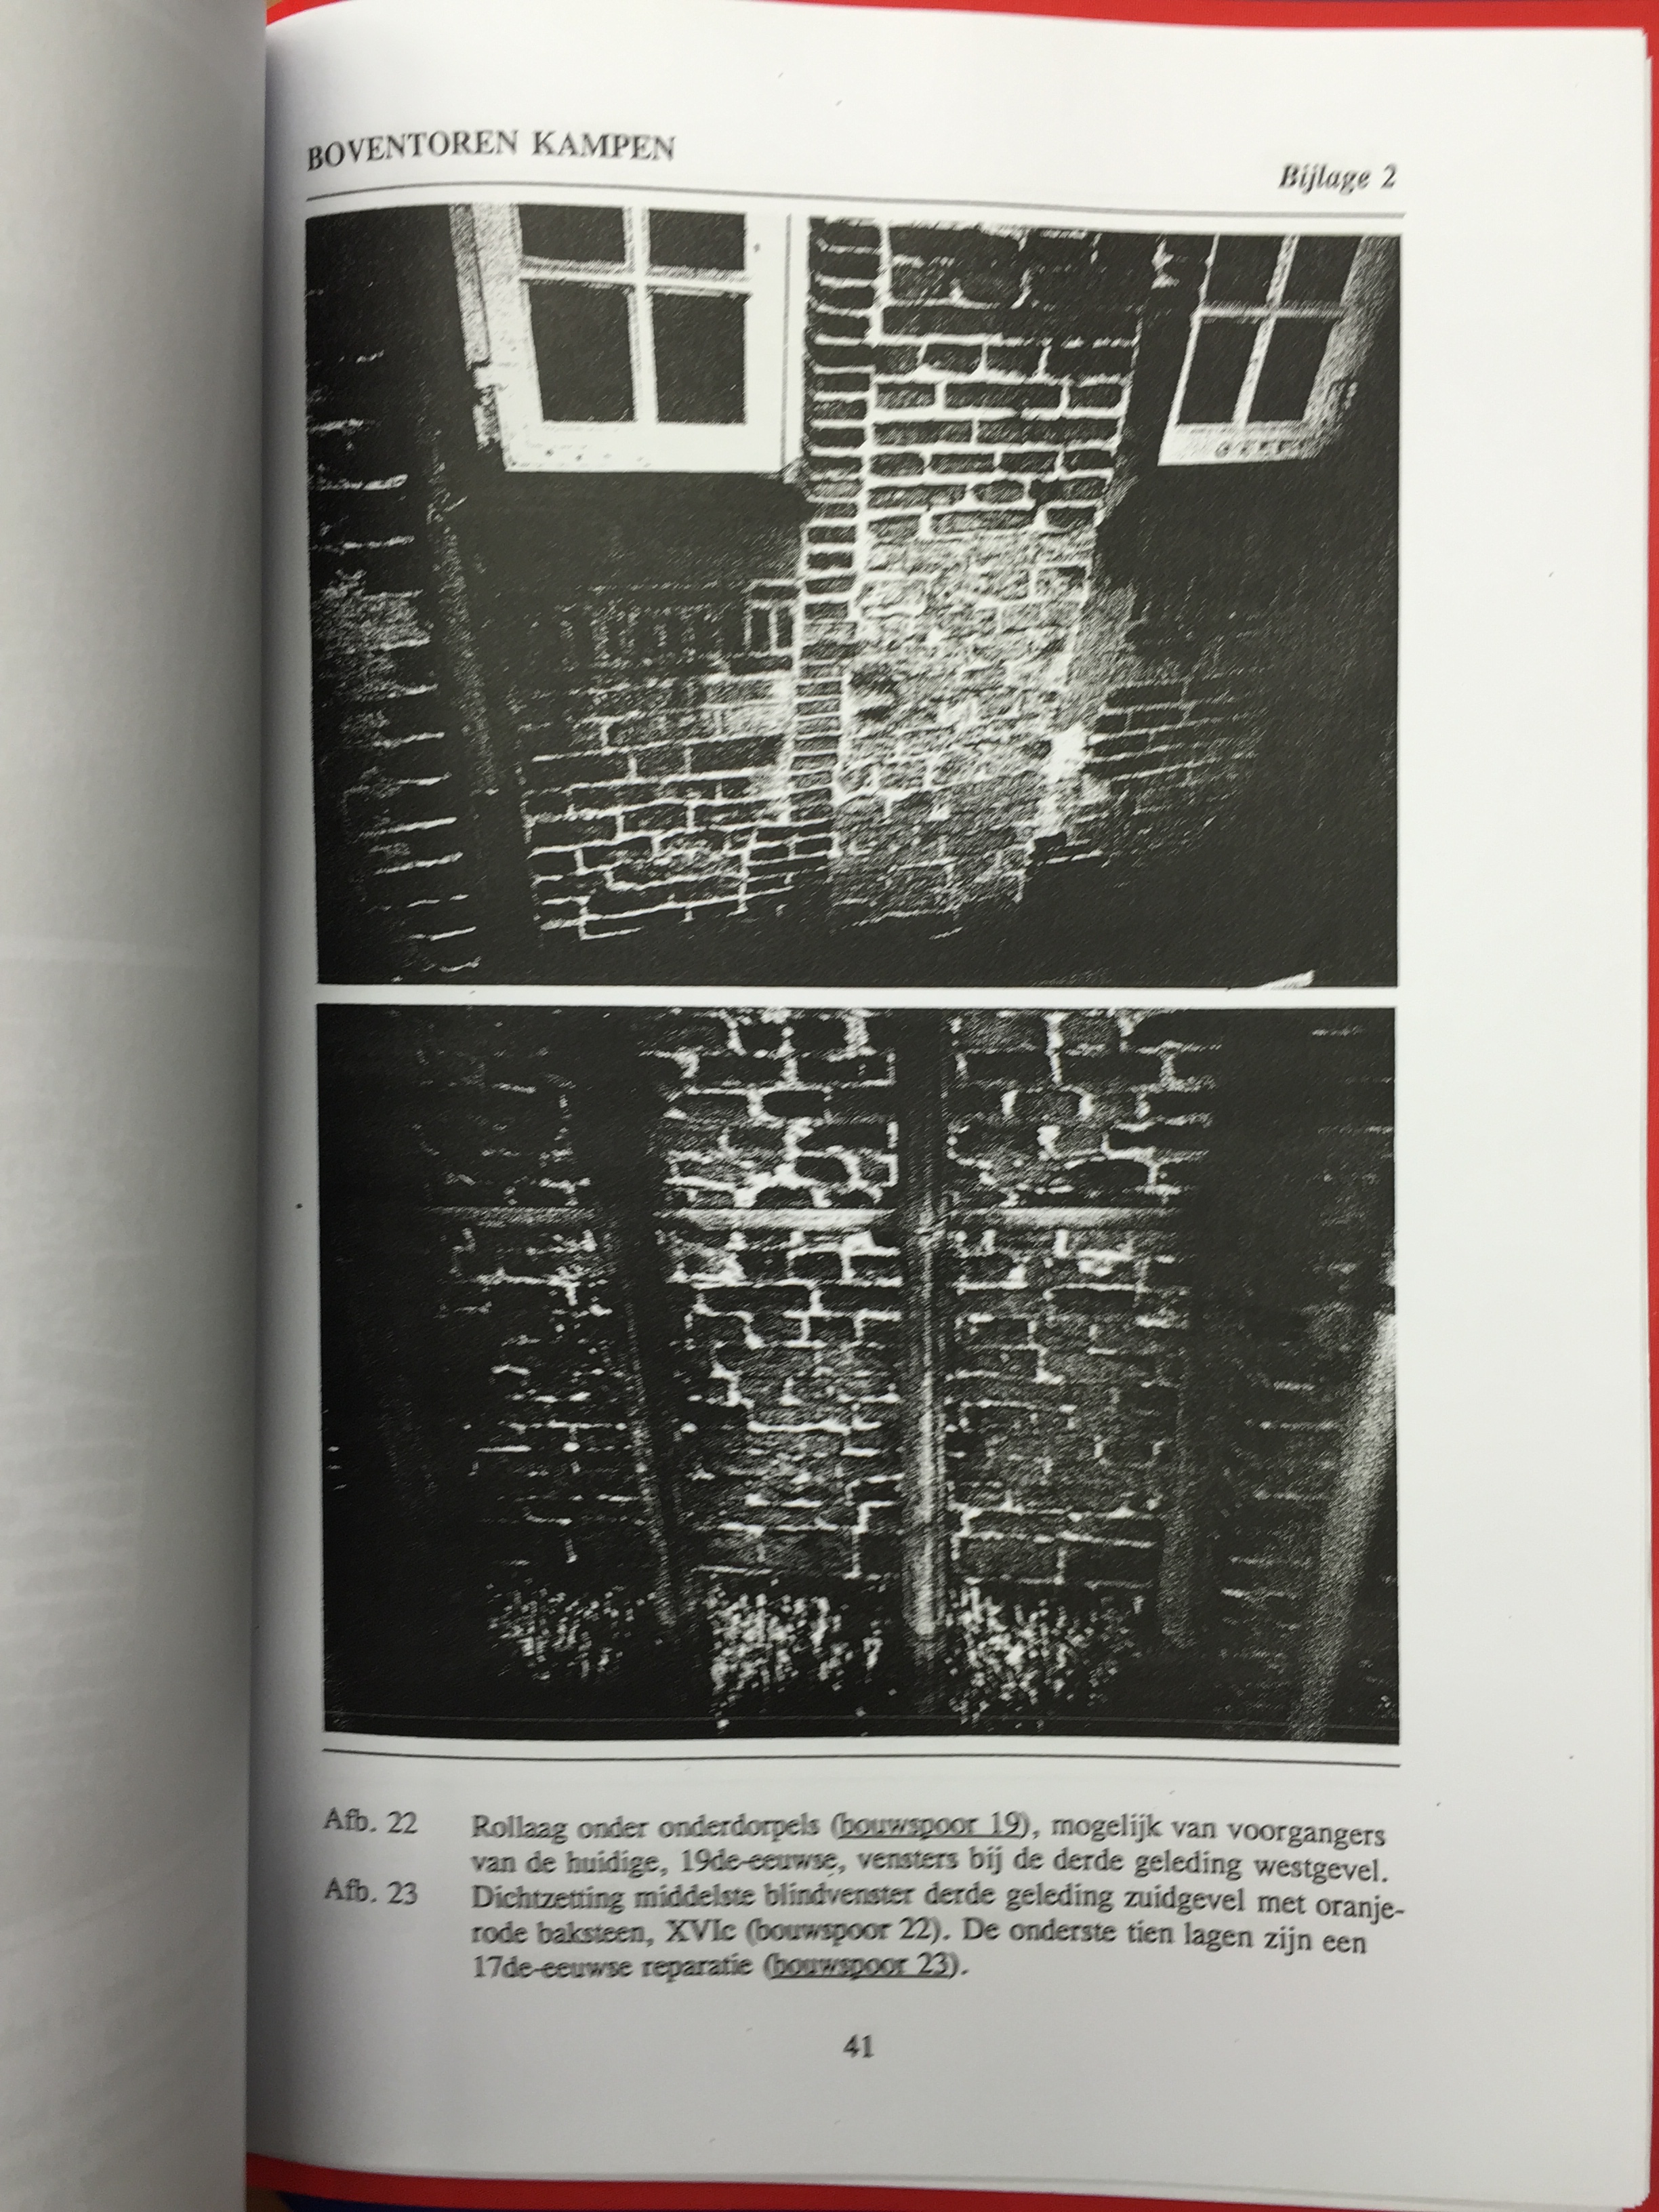 BOVENTOREN KAMPEN
Bijlage 2
Afb. 22 Rollaag onder onderdorpels (bouwspoor 19), mogelijk van voorgangers
van de huidige, 19de-eeuwse, vensters bij de derde geleding westgevel.
Afb. 23 Dichtzetting middelste blindvenster derde geleding zuidgevel met oranje-
rode baksteen, XVIc (bouwspoor 22). De onderste tien lagen zijn een
17de-eeuwse reparatie (bouwspoor 23).
41